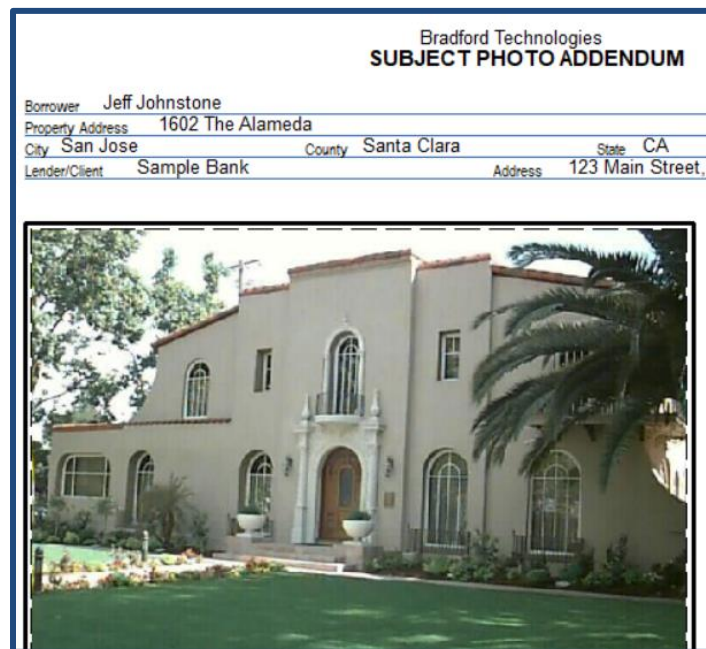 Bradford Technologies
SUBJECT PHOTO ADDENDUM
Borrower Jeff Johnstone
Property Address 1602 The Alameda
City San Jose County Santa Clara State CA
Lender/Client Sample Bank Address 123 Main Street,